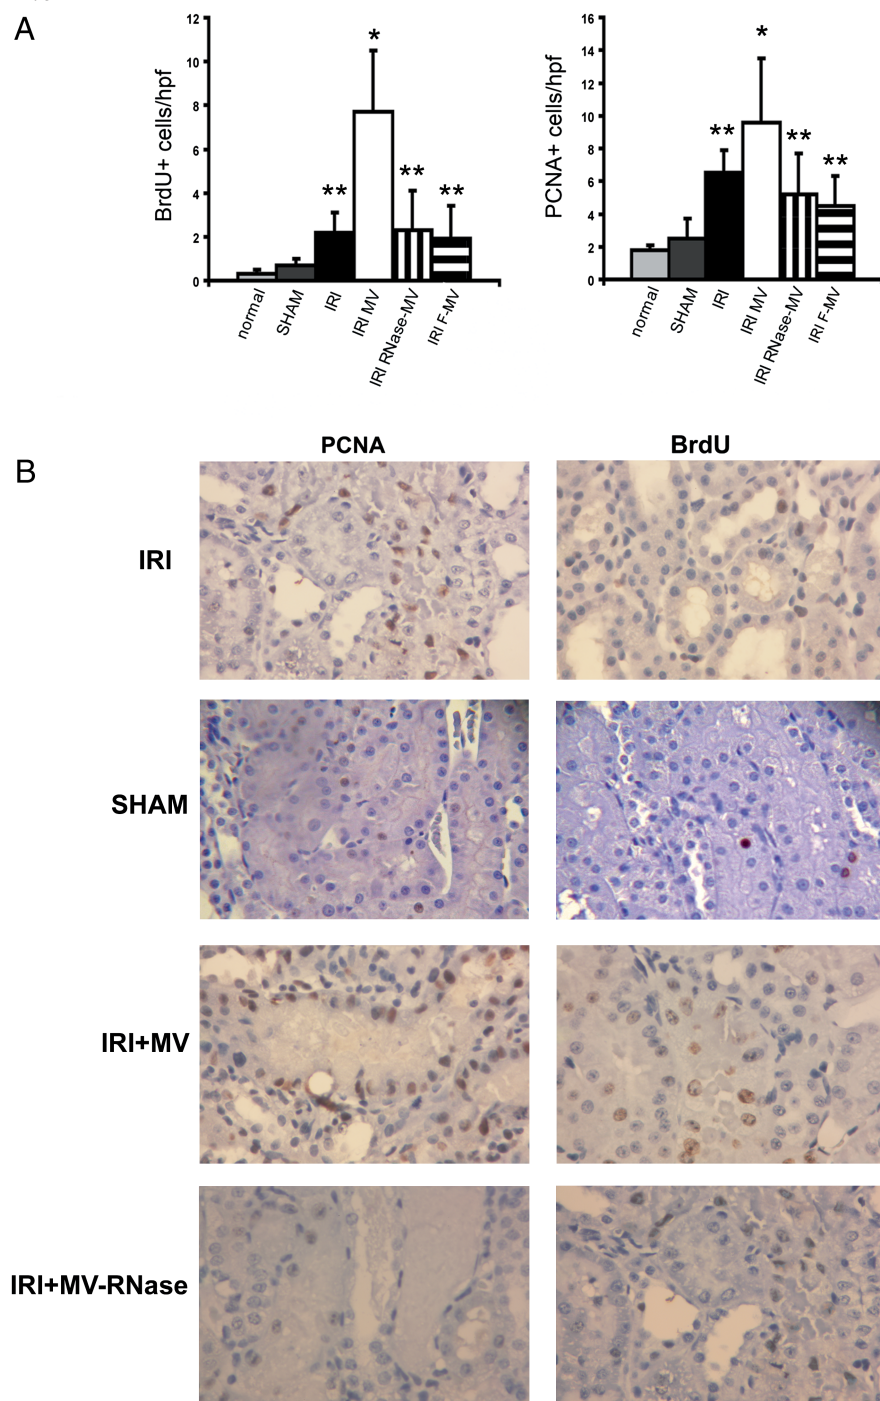 A
BrdU+ cells/hpf
12
10
8
6
4
2
0
*
**
**
**
normal
SHAM
IRI
IRI MV
IRI RNase-MV
IRI F-MV
PCNA+ cells/hpf
16
14
12
10
8
6
4
2
0
*
**
**
**
normal
SHAM
IRI
IRI MV
IRI RNase-MV
IRI F-MV
B
PCNA BrdU
IRI
SHAM
IRI+MV
IRI+MV-RNase